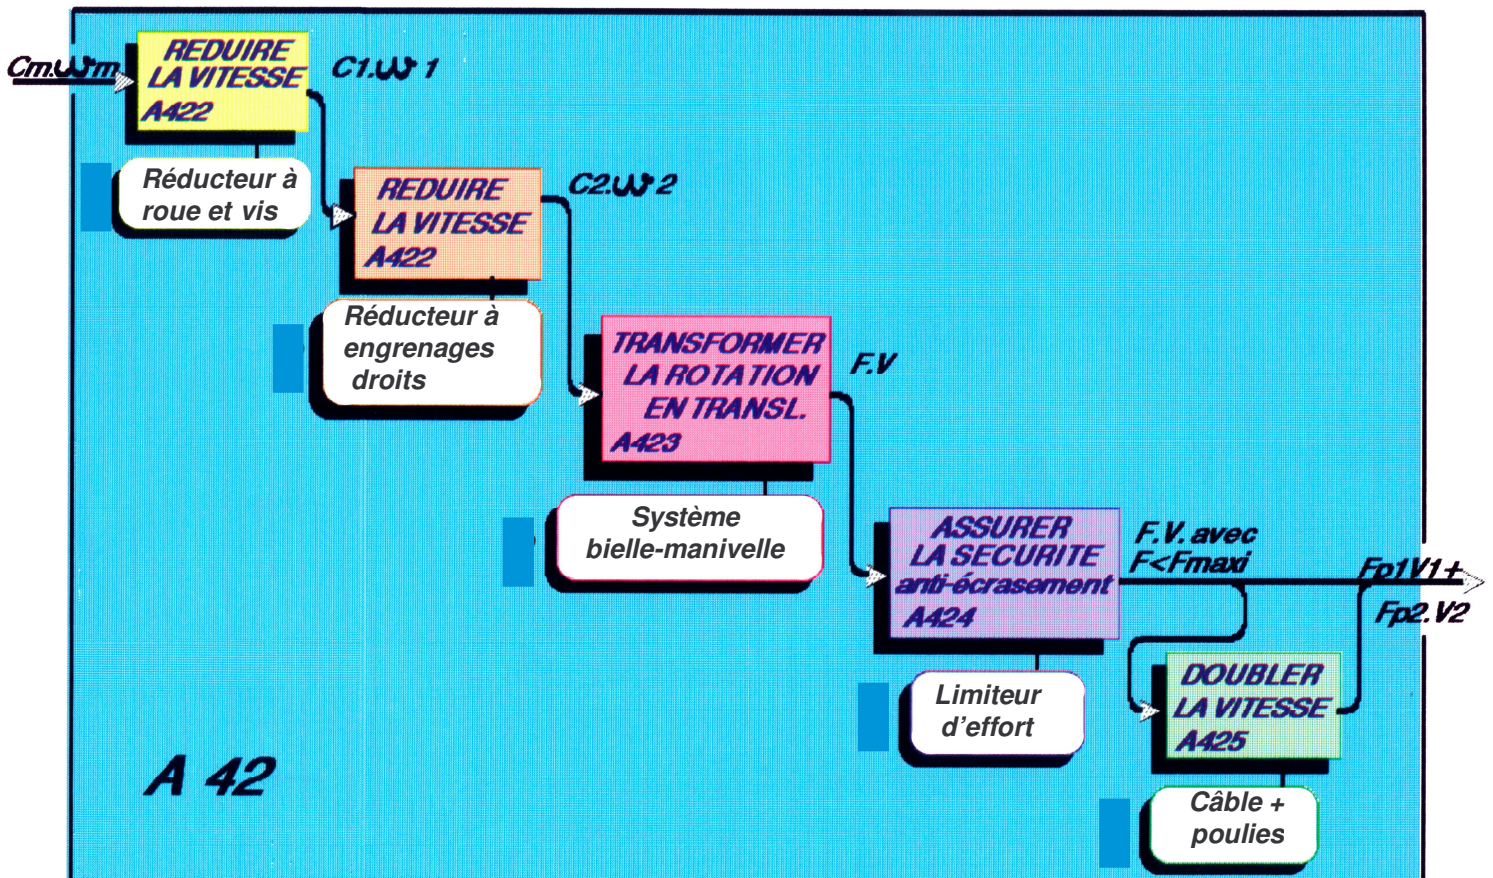 Cm.ωm
REDUIRE
LA VITESSE
A422
C1.ω1
Réducteur à
roue et vis
REDUIRE
LA VITESSE
A422
C2.ω2
Réducteur à
engrenages
droits
TRANSFORMER
LA ROTATION
EN TRANSL.
A423
F.V
Système
bielle-manivelle
ASSURER
LA SECURITE
anti-écrasement
A424
F.V. avec
F<Fmaxi
Fp1V1+
Fp2.V2
Limiteur
d’effort
DOUBLER
LA VITESSE
A425
Câble +
poulies
A 42